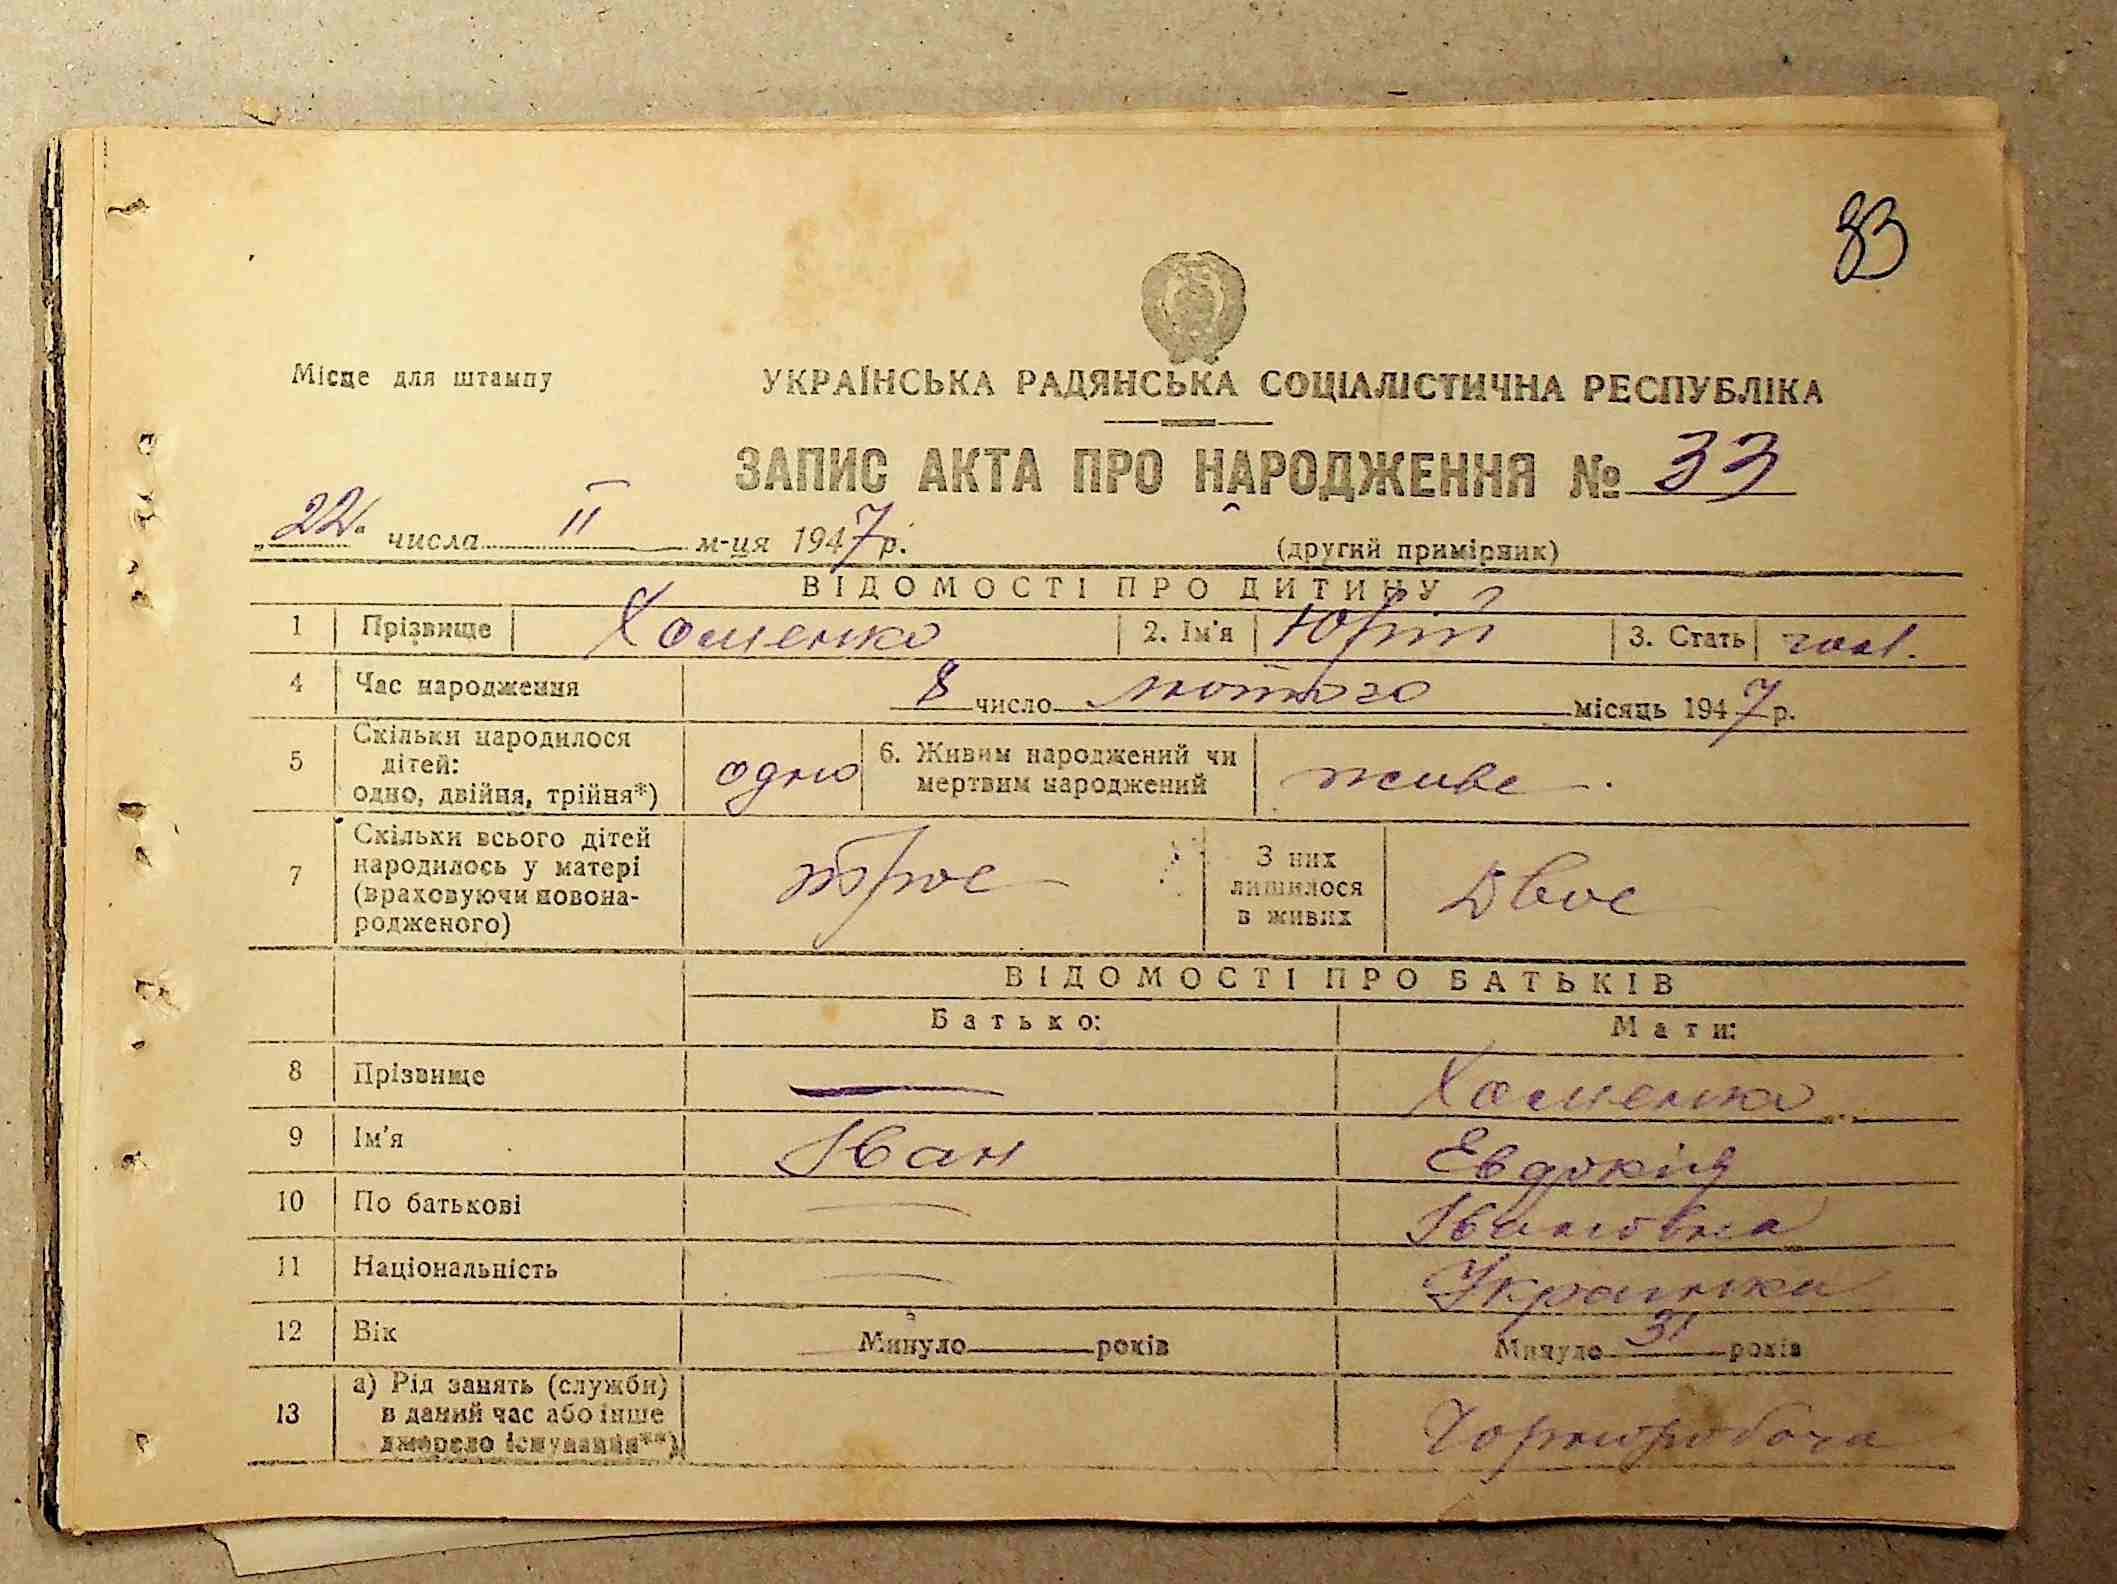 83
Місце для штампу
УКРАЇНСЬКА РАДЯНСЬКА СОЦІАЛІСТИЧНА РЕСПУБЛІКА
ЗАПИС АКТА ПРО НАРОДЖЕННЯ № 33
„22“ числа II м-ця 1947 р.
(другий примірник)
ВІДОМОСТІ ПРО ДИТИНУ
1 Прізвище Хоменко 2. Ім'я Юрій 3. Стать чол.
4 Час народження 8 число лютого місяць 1947 р.
5 Скільки народилося дітей: одно, двійня, трійня*) одно 6. Живим народжений чи мертвим народжений живе.
7 Скільки всього дітей народилось у матері (враховуючи новонародженого) троє З них лишилося в живих Двоє
ВІДОМОСТІ ПРО БАТЬКІВ
Батько: Мати:
8 Прізвище — Хоменко
9 Ім'я Іван Евдокія
10 По батькові — Івановна
11 Національність — Украинка
12 Вік Минуло — років Минуло 31 років
13 а) Рід занять (служби) в даний час або інше джерело існування**) Чорноробоча